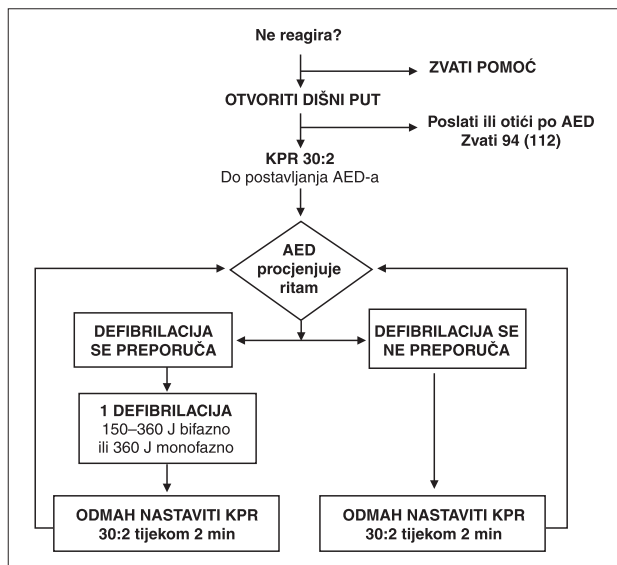 Ne reagira?
ZVATI POMOĆ
OTVORITI DIŠNI PUT
Poslati ili otići po AED
Zvati 94 (112)
KPR 30:2
Do postavljanja AED-a
AED
procjenjuje
ritam
DEFIBRILACIJA
SE PREPORUČA
DEFIBRILACIJA SE
NE PREPORUČA
1 DEFIBRILACIJA
150–360 J bifazno
ili 360 J monofazno
ODMAH NASTAVITI KPR
30:2 tijekom 2 min
ODMAH NASTAVITI KPR
30:2 tijekom 2 min